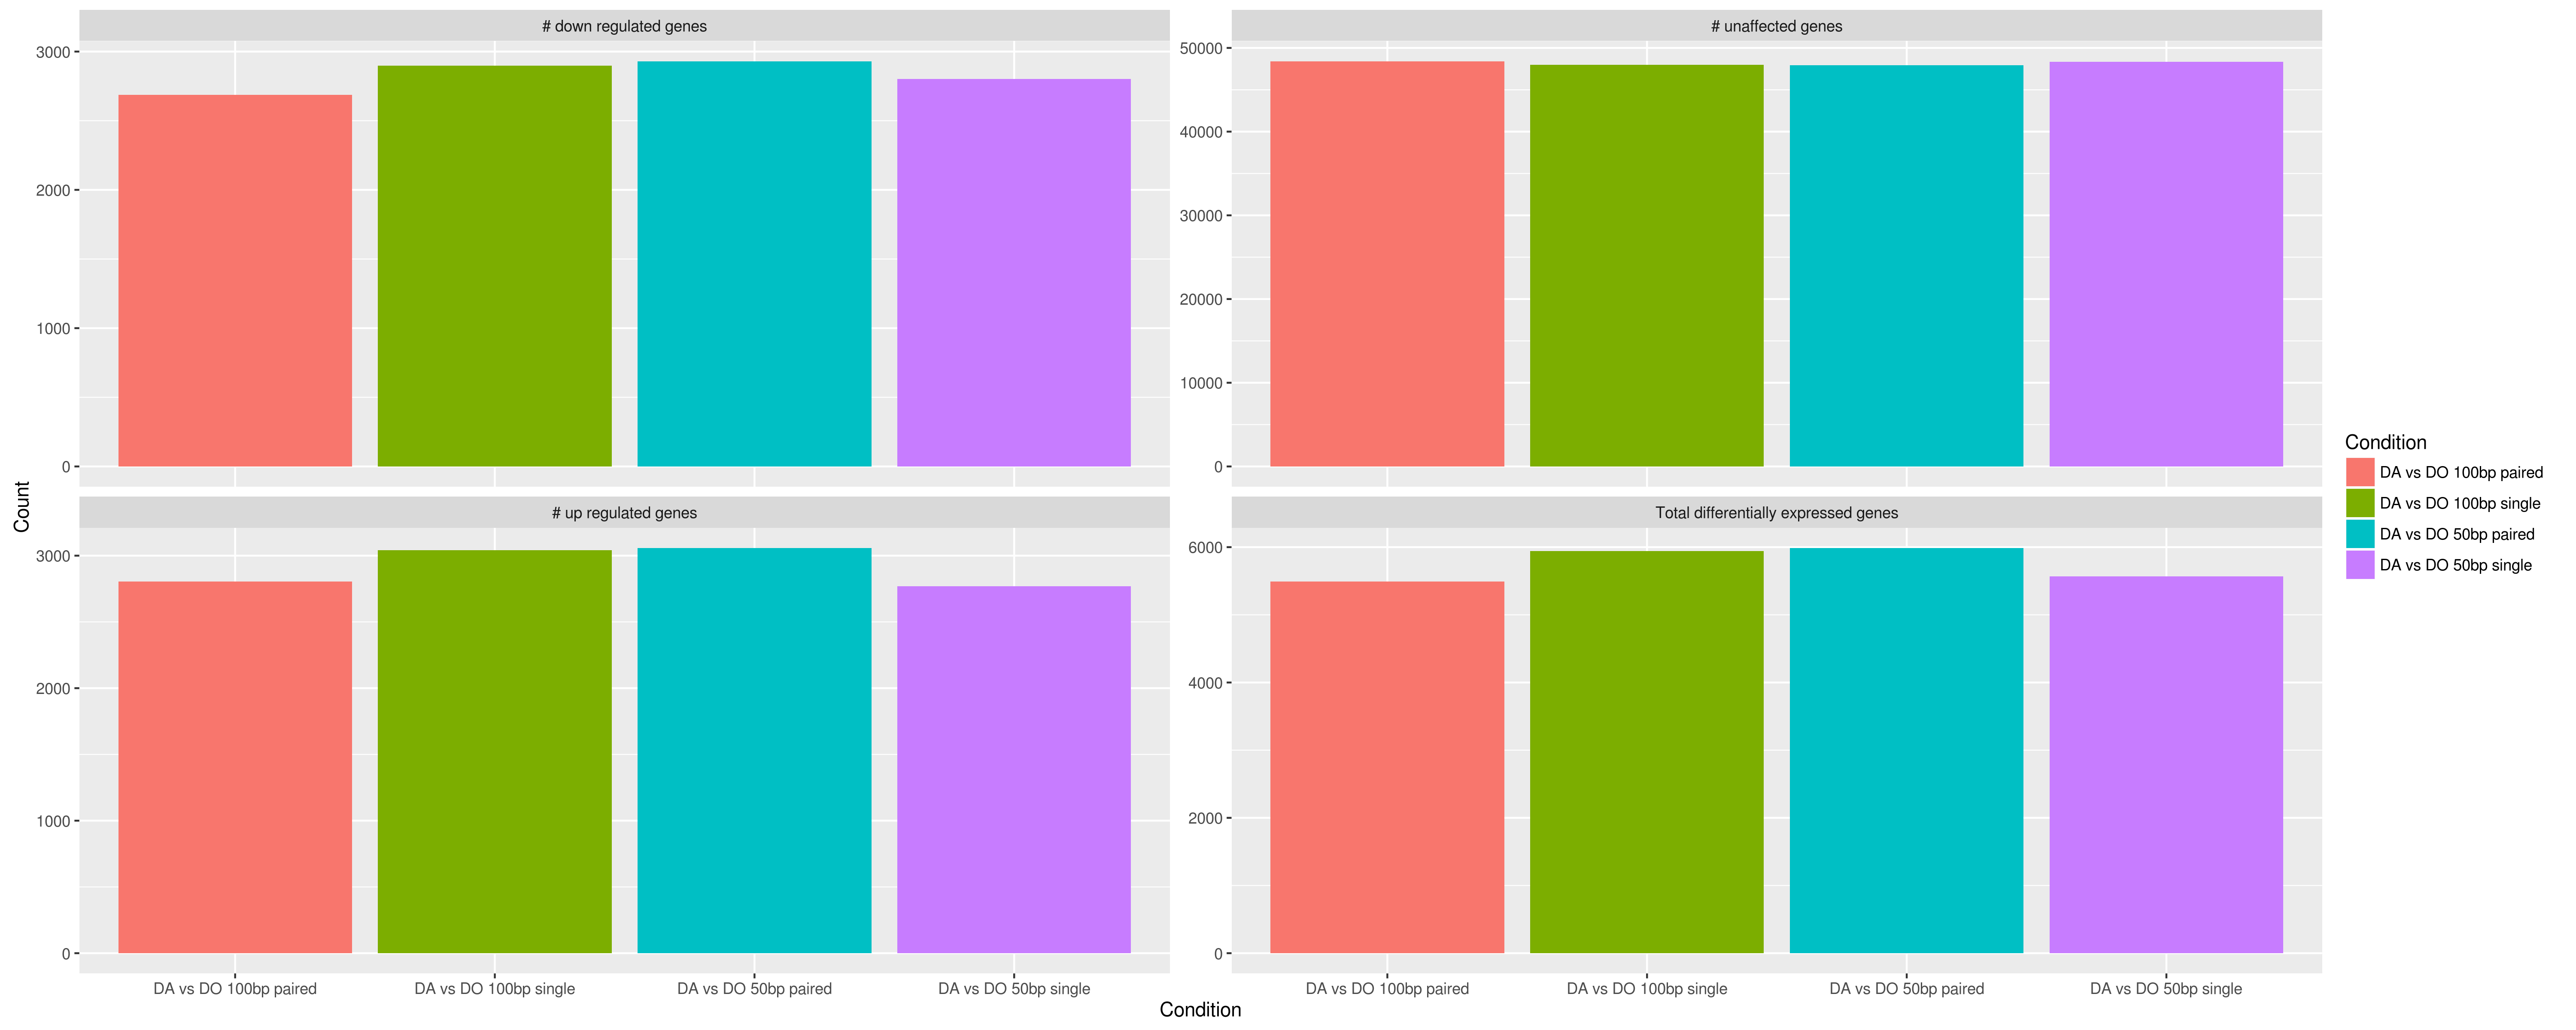 # down regulated genes
# unaffected genes
3000
2000
1000
0
50000
40000
30000
20000
10000
0
# up regulated genes
Total differentially expressed genes
3000
2000
1000
0
6000
4000
2000
0
DA vs DO 100bp paired
DA vs DO 100bp single
DA vs DO 50bp paired
DA vs DO 50bp single
DA vs DO 100bp paired
DA vs DO 100bp single
DA vs DO 50bp paired
DA vs DO 50bp single
Condition
Count
Condition
DA vs DO 100bp paired
DA vs DO 100bp single
DA vs DO 50bp paired
DA vs DO 50bp single